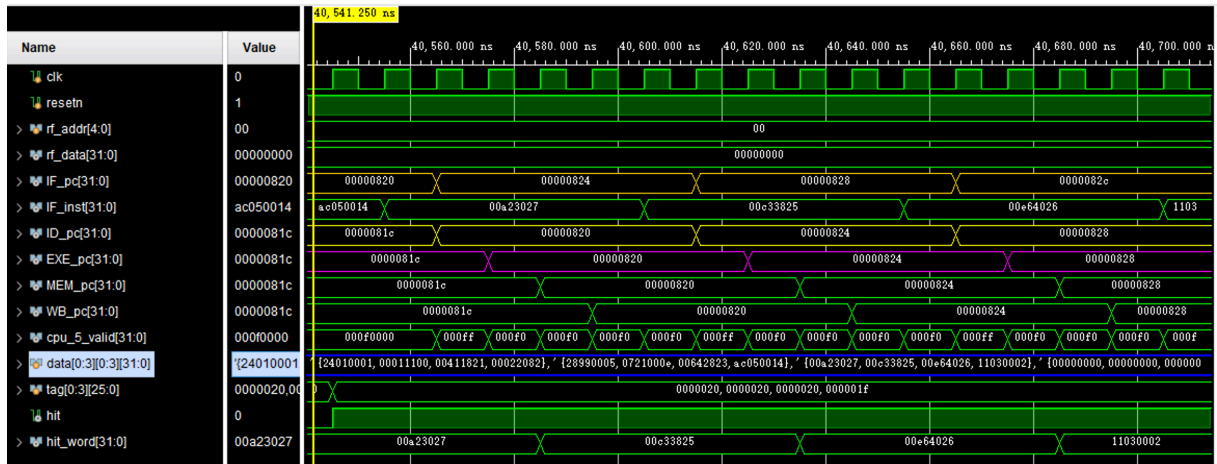 40,541.250 ns
Name Value
40,560.000 ns 40,580.000 ns 40,600.000 ns 40,620.000 ns 40,640.000 ns 40,660.000 ns 40,680.000 ns 40,700.000 n
clk 0
resetn 1
rf_addr[4:0] 00 00
rf_data[31:0] 00000000 00000000
IF_pc[31:0] 00000820 00000820 00000824 00000828 0000082c
IF_inst[31:0] ac050014 ac050014 00a23027 00c33825 00e64026 1103
ID_pc[31:0] 0000081c 0000081c 00000820 00000824 00000828
EXE_pc[31:0] 0000081c 0000081c 00000820 00000824 00000828
MEM_pc[31:0] 0000081c 0000081c 00000820 00000824 00000828
WB_pc[31:0] 0000081c 0000081c 00000820 00000824 00000828
cpu_5_valid[31:0] 000f0000 000f0000 000ff 000f0 000f0 000f0 000f0 000ff 000f0 000f0 000f0 000f0 000ff 000f0 000f0 000f0 000f
data[0:3][0:3][31:0] '{24010001 '{24010001,00011100,00411821,00022082},'{28990005,0721000e,00642823,ac050014},'{00a23027,00c33825,00e64026,11030002},'{00000000,00000000,000000
tag[0:3][25:0] 0000020,00 0 0000020,0000020,0000020,000001f
hit 0
hit_word[31:0] 00a23027 00a23027 00c33825 00e64026 11030002